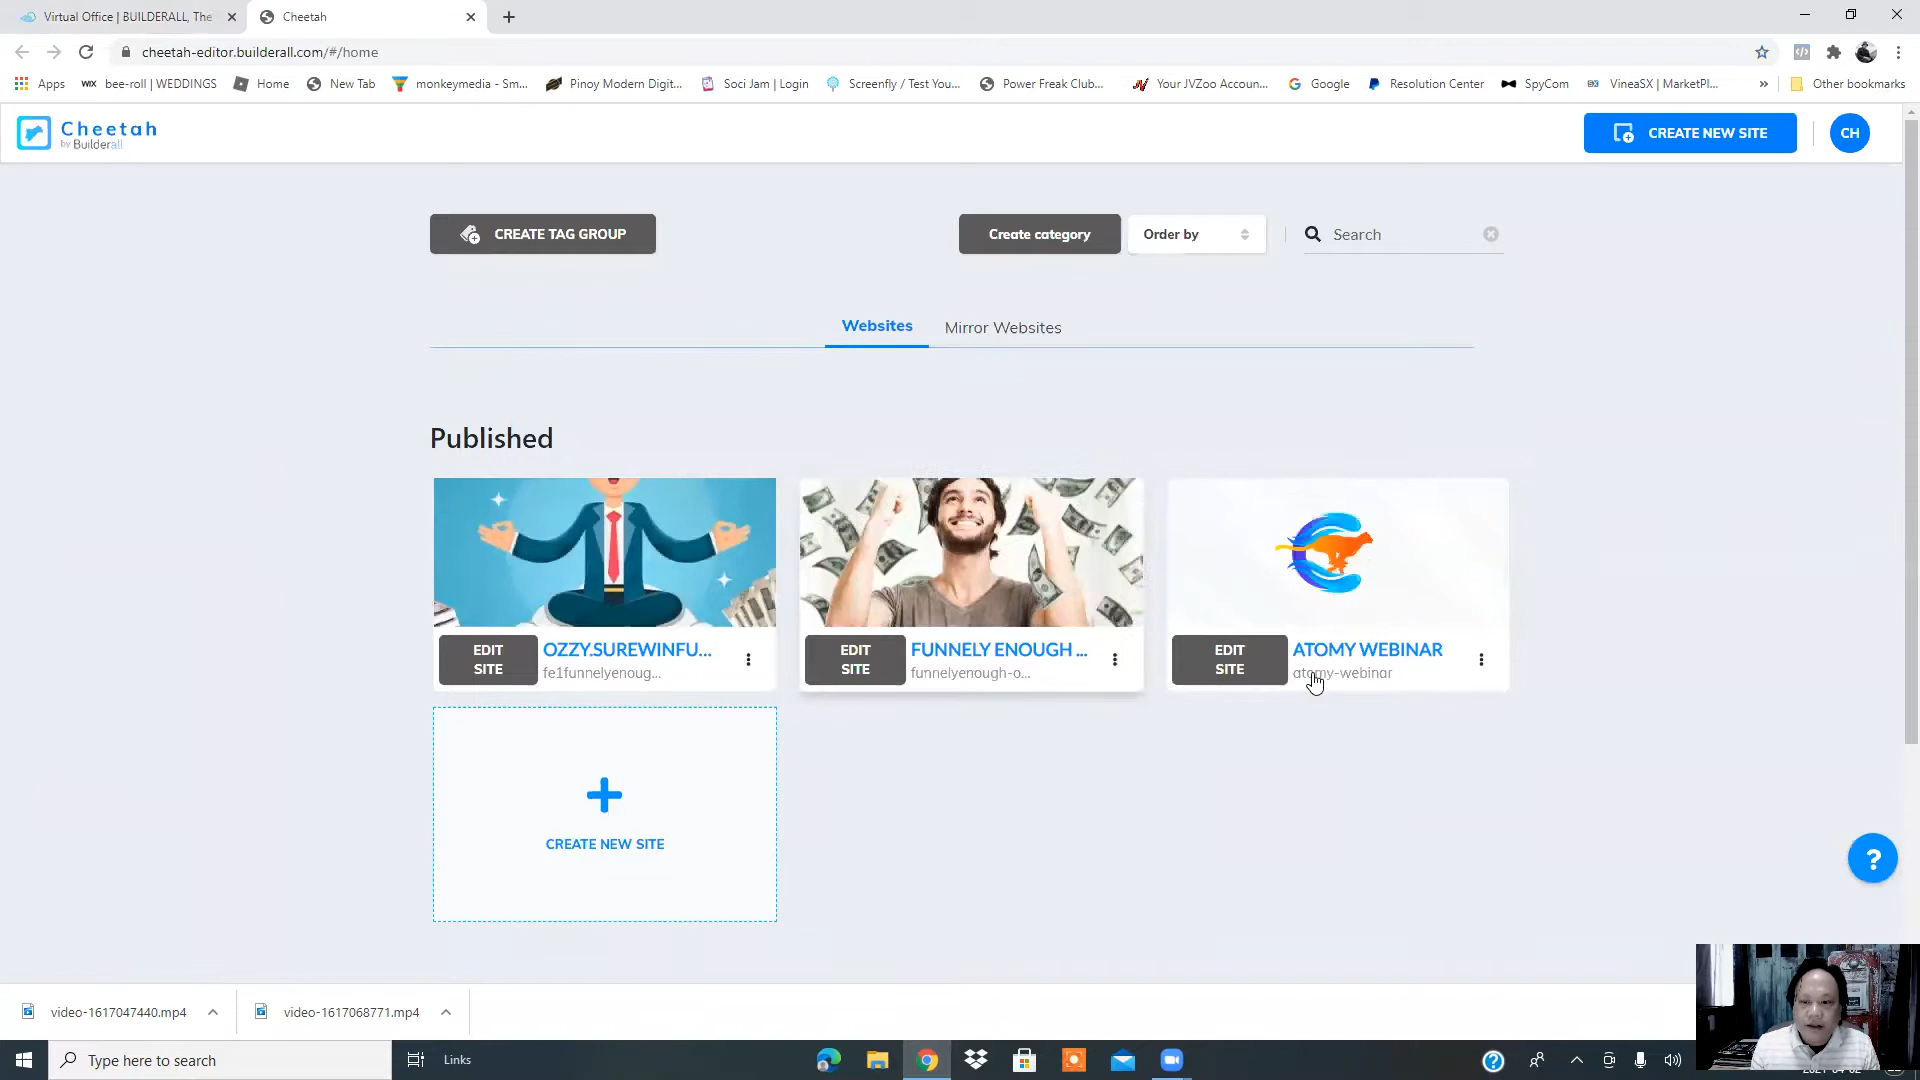 Virtual Office | BUILDERALL, The
Cheetah
cheetah-editor.builderall.com/#/home
Apps
WIX bee-roll | WEDDINGS
Home
New Tab
monkeymedia - Sm...
Pinoy Modern Digit...
Soci Jam | Login
Screenfly / Test You...
Power Freak Club...
Your JVZoo Accoun...
Google
Resolution Center
SpyCom
VineaSX | MarketPl...
»
Other bookmarks
Cheetah
by Builderall
CREATE NEW SITE
CH
CREATE TAG GROUP
Create category
Order by
Search
Websites
Mirror Websites
Published
EDIT SITE
OZZY.SUREWINFU...
fe1funnelyenoug...
EDIT SITE
FUNNELY ENOUGH ...
funnelyenough-o...
EDIT SITE
ATOMY WEBINAR
atomy-webinar
CREATE NEW SITE
?
video-1617047440.mp4
video-1617068771.mp4
Type here to search
Links